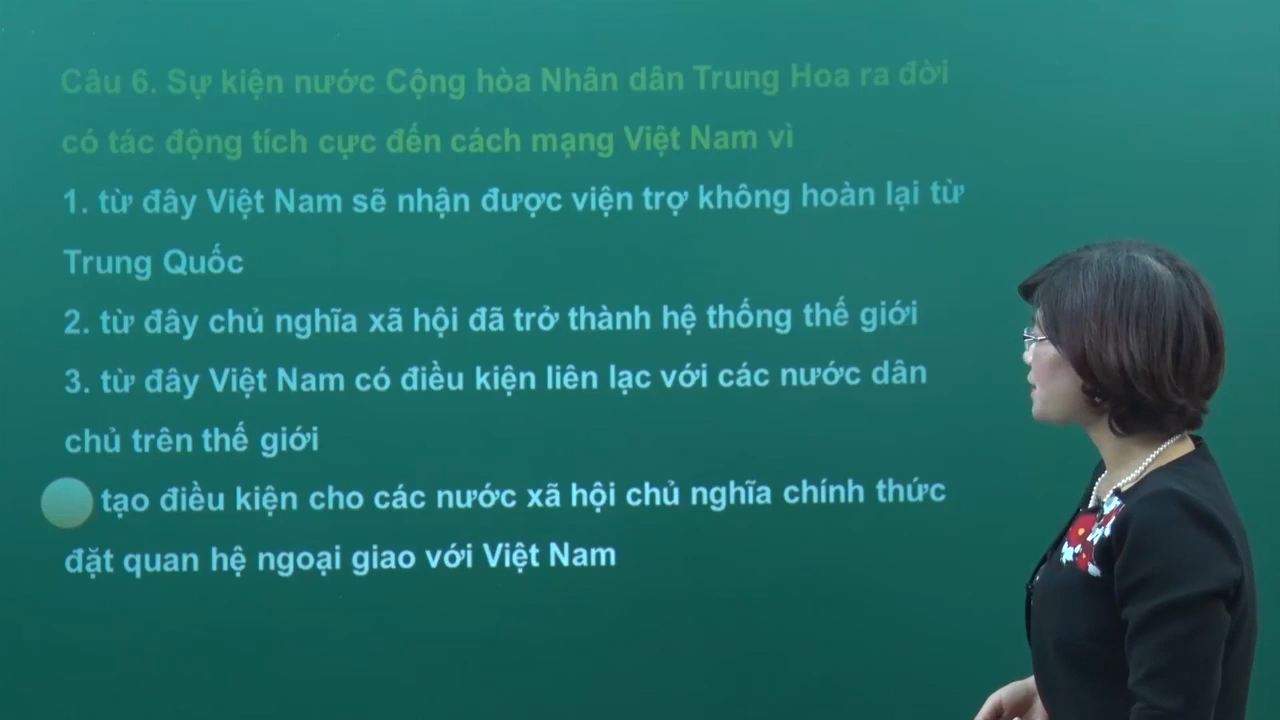 Câu 6. Sự kiện nước Cộng hòa Nhân dân Trung Hoa ra đời
có tác động tích cực đến cách mạng Việt Nam vì
1. từ đây Việt Nam sẽ nhận được viện trợ không hoàn lại từ
Trung Quốc
2. từ đây chủ nghĩa xã hội đã trở thành hệ thống thế giới
3. từ đây Việt Nam có điều kiện liên lạc với các nước dân
chủ trên thế giới
tạo điều kiện cho các nước xã hội chủ nghĩa chính thức
đặt quan hệ ngoại giao với Việt Nam